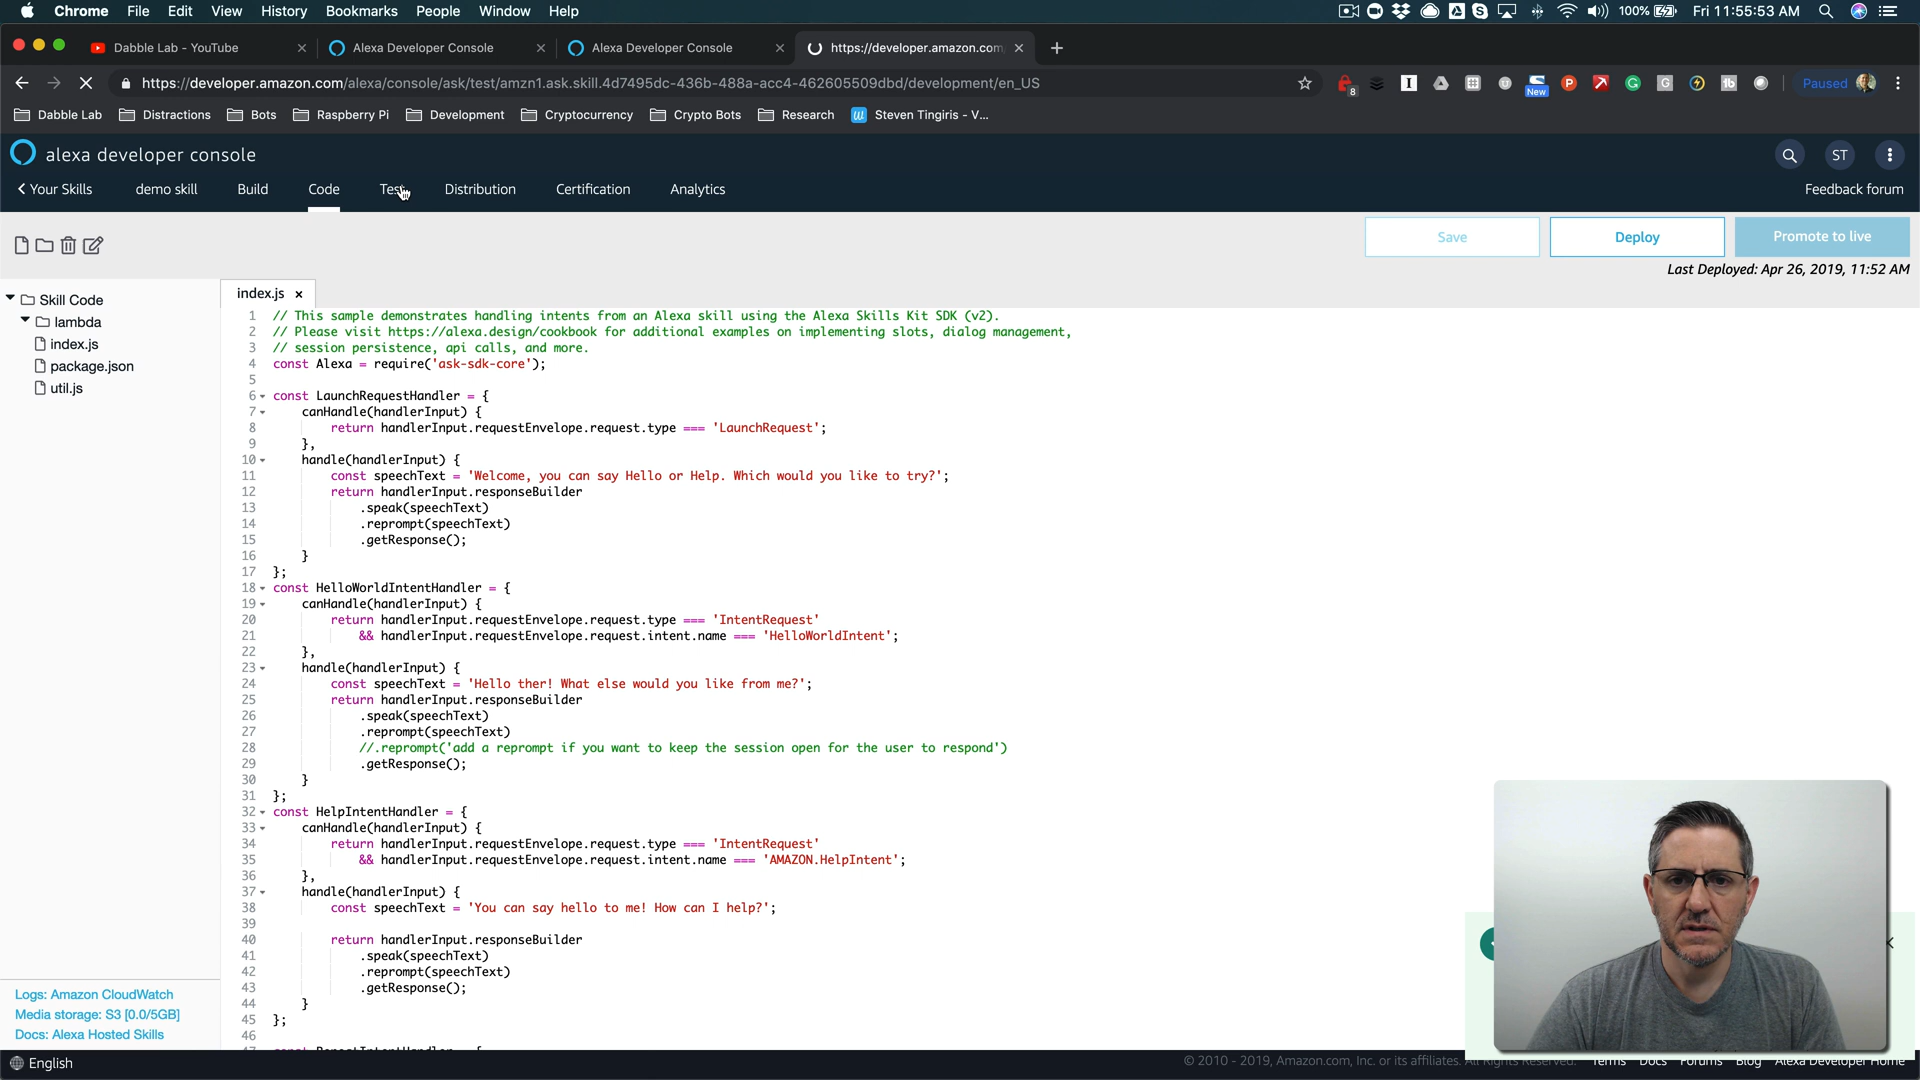 Chrome File Edit View History Bookmarks People Window Help 100% Fri 11:55:53 AM
Dabble Lab - YouTube Alexa Developer Console Alexa Developer Console https://developer.amazon.com
https://developer.amazon.com/alexa/console/ask/test/amzn1.ask.skill.4d7495dc-436b-488a-acc4-462605509dbd/development/en_US 8 New Paused
Dabble Lab Distractions Bots Raspberry Pi Development Cryptocurrency Crypto Bots Research Steven Tingiris - V...
alexa developer console ST
Your Skills demo skill Build Code Test Distribution Certification Analytics Feedback forum
Save Deploy Promote to live
Last Deployed: Apr 26, 2019, 11:52 AM
index.js x
Skill Code
lambda
index.js
package.json
util.js
1 // This sample demonstrates handling intents from an Alexa skill using the Alexa Skills Kit SDK (v2).
2 // Please visit https://alexa.design/cookbook for additional examples on implementing slots, dialog management,
3 // session persistence, api calls, and more.
4 const Alexa = require('ask-sdk-core');
5
6 const LaunchRequestHandler = {
7 canHandle(handlerInput) {
8 return handlerInput.requestEnvelope.request.type === 'LaunchRequest';
9 },
10 handle(handlerInput) {
11 const speechText = 'Welcome, you can say Hello or Help. Which would you like to try?';
12 return handlerInput.responseBuilder
13 .speak(speechText)
14 .reprompt(speechText)
15 .getResponse();
16 }
17 };
18 const HelloWorldIntentHandler = {
19 canHandle(handlerInput) {
20 return handlerInput.requestEnvelope.request.type === 'IntentRequest'
21 && handlerInput.requestEnvelope.request.intent.name === 'HelloWorldIntent';
22 },
23 handle(handlerInput) {
24 const speechText = 'Hello ther! What else would you like from me?';
25 return handlerInput.responseBuilder
26 .speak(speechText)
27 .reprompt(speechText)
28 //.reprompt('add a reprompt if you want to keep the session open for the user to respond')
29 .getResponse();
30 }
31 };
32 const HelpIntentHandler = {
33 canHandle(handlerInput) {
34 return handlerInput.requestEnvelope.request.type === 'IntentRequest'
35 && handlerInput.requestEnvelope.request.intent.name === 'AMAZON.HelpIntent';
36 },
37 handle(handlerInput) {
38 const speechText = 'You can say hello to me! How can I help?';
39
40 return handlerInput.responseBuilder
41 .speak(speechText)
42 .reprompt(speechText)
43 .getResponse();
44 }
45 };
46
Logs: Amazon CloudWatch
Media storage: S3 [0.0/5GB]
Docs: Alexa Hosted Skills
English © 2010 - 2019, Amazon.com, Inc. or its affiliates. All Rights Reserved. Terms Docs Forums Blog Alexa Developer Home